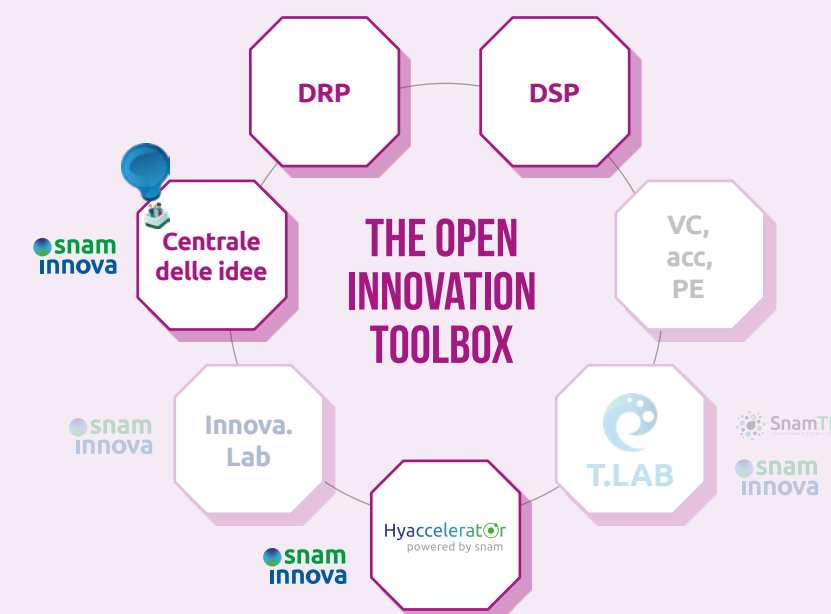 DRP
DSP
snam
innova
Centrale
delle idee
THE OPEN
INNOVATION
TOOLBOX
VC,
acc,
PE
snam
innova
Innova.
Lab
T.LAB
snam
innova
Hyaccelerator
powered by snam
snam
innova